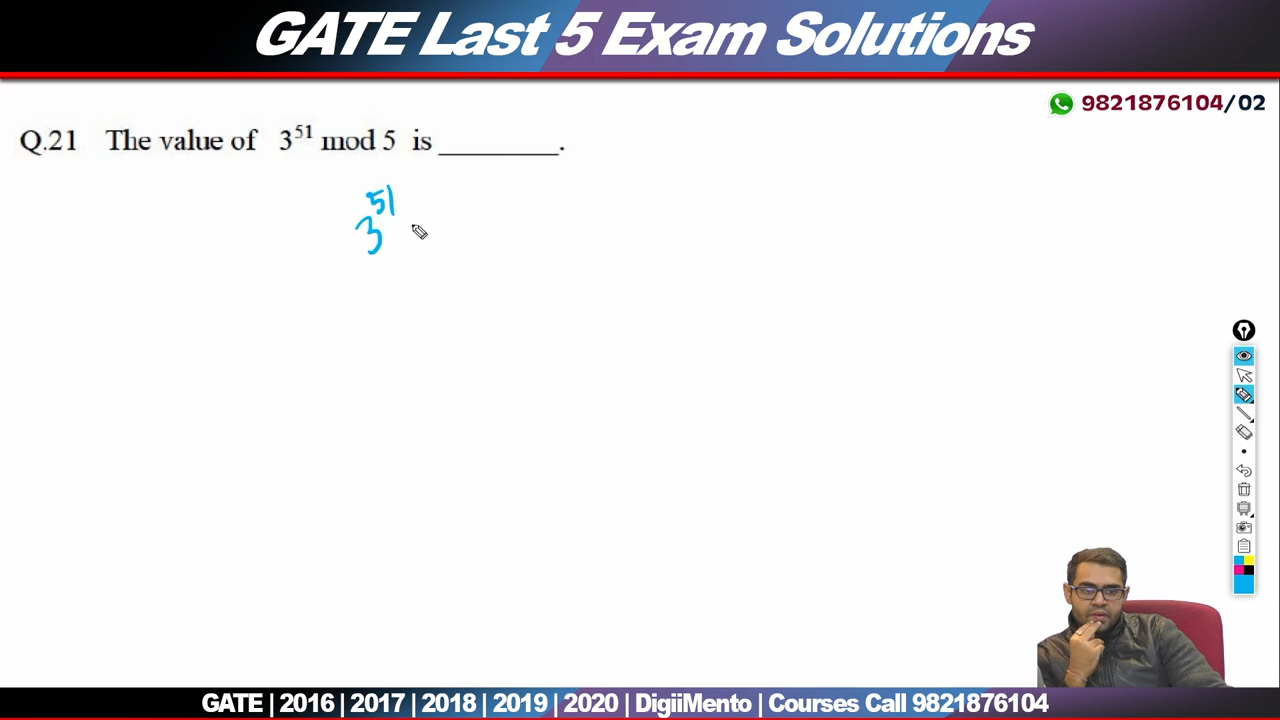 GATE Last 5 Exam Solutions
9821876104/02
Q.21 The value of 3^51 mod 5 is ________.
3^51
GATE | 2016 | 2017 | 2018 | 2019 | 2020 | DigiiMento | Courses Call 9821876104